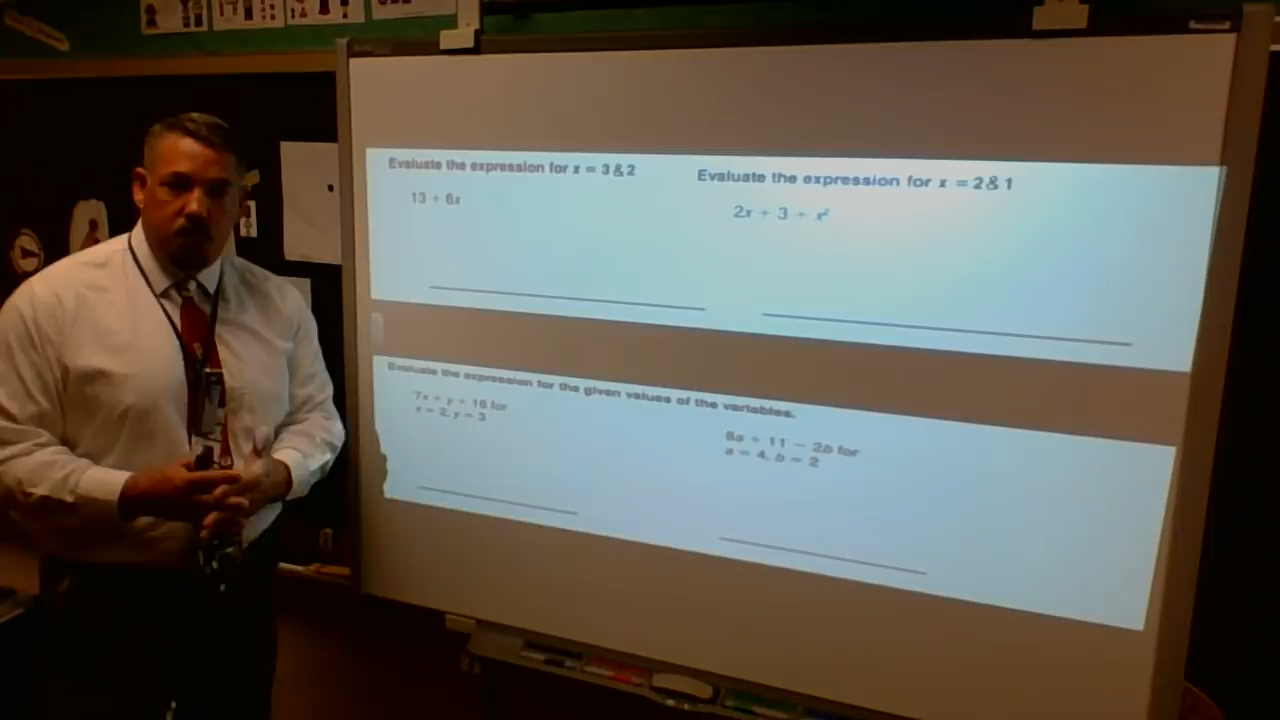 Evaluate the expression for x = 3 & 2
13 + 6x
Evaluate the expression for x = 2 & 1
2x + 3 + x²
Evaluate the expression for the given values of the variables.
7x + y + 16 for
x = 2, y = 3
8a + 11 - 2b for
a = 4, b = 2